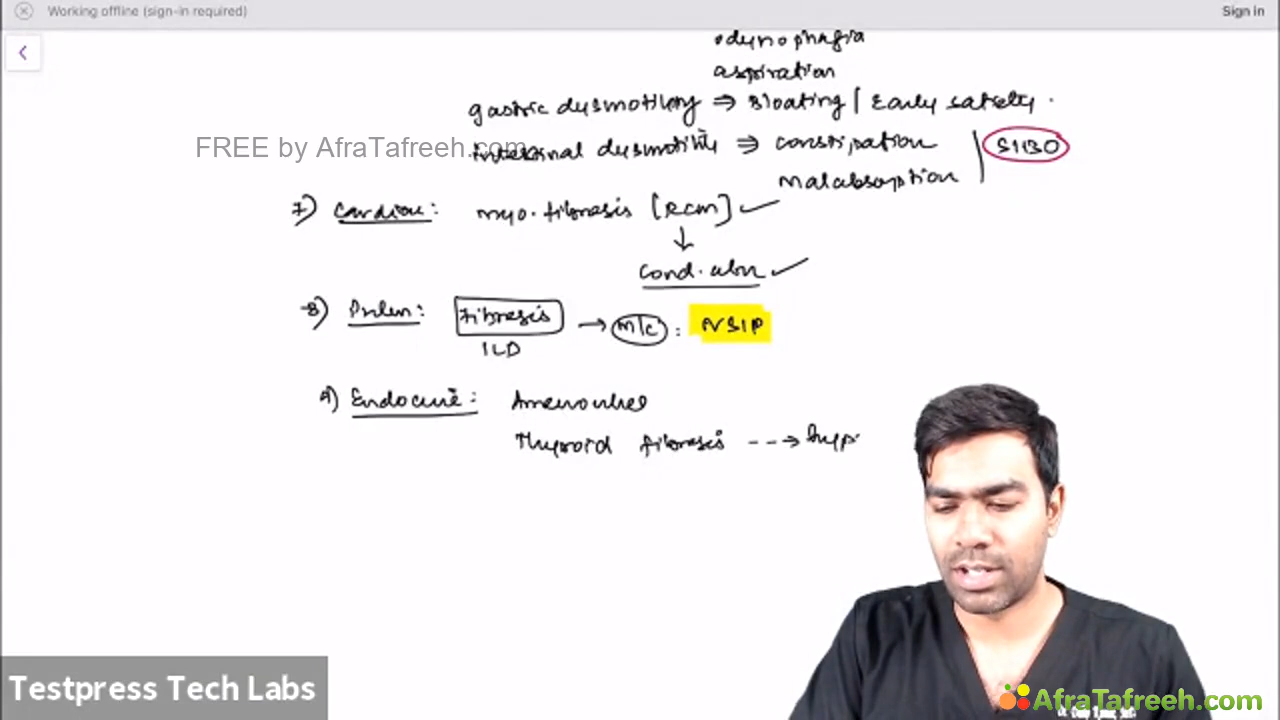 Working offline (sign-in required)
Sign in
odynophagia
aspiration
gastric dysmotility ⇒ Bloating / Early satiety.
FREE by AfraTafreeh.com
intestinal dysmotility ⇒ constipation
SIBO
Malabsoption
7) Cardiac: myo. fibrosis [RCM] ✓
↓
Cond. abn ✓
8) Pulm: Fibrosis → M/C : NSIP
ILD
9) Endocrine: Amenorrhea
Thyroid fibrosis --→ hyp
Testpress Tech Labs
AfraTafreeh.com